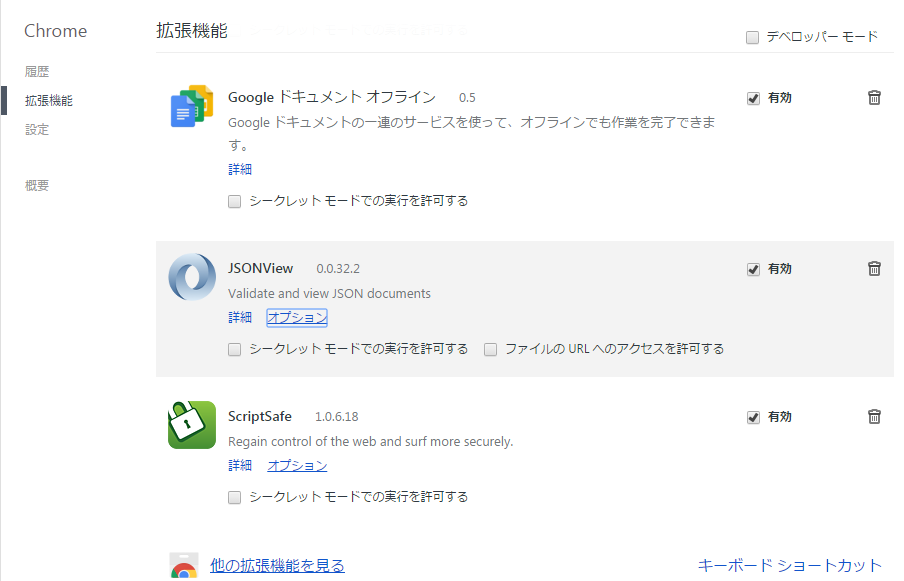 Chrome
拡張機能
デベロッパー モード
履歴
拡張機能
設定
概要
Google ドキュメント オフライン 0.5
有効
Google ドキュメントの一連のサービスを使って、オフラインでも作業を完了できま
す。
詳細
シークレット モードでの実行を許可する
JSONView 0.0.32.2
有効
Validate and view JSON documents
詳細 オプション
シークレット モードでの実行を許可する ファイルの URL へのアクセスを許可する
ScriptSafe 1.0.6.18
有効
Regain control of the web and surf more securely.
詳細 オプション
シークレット モードでの実行を許可する
他の拡張機能を見る
キーボード ショートカット